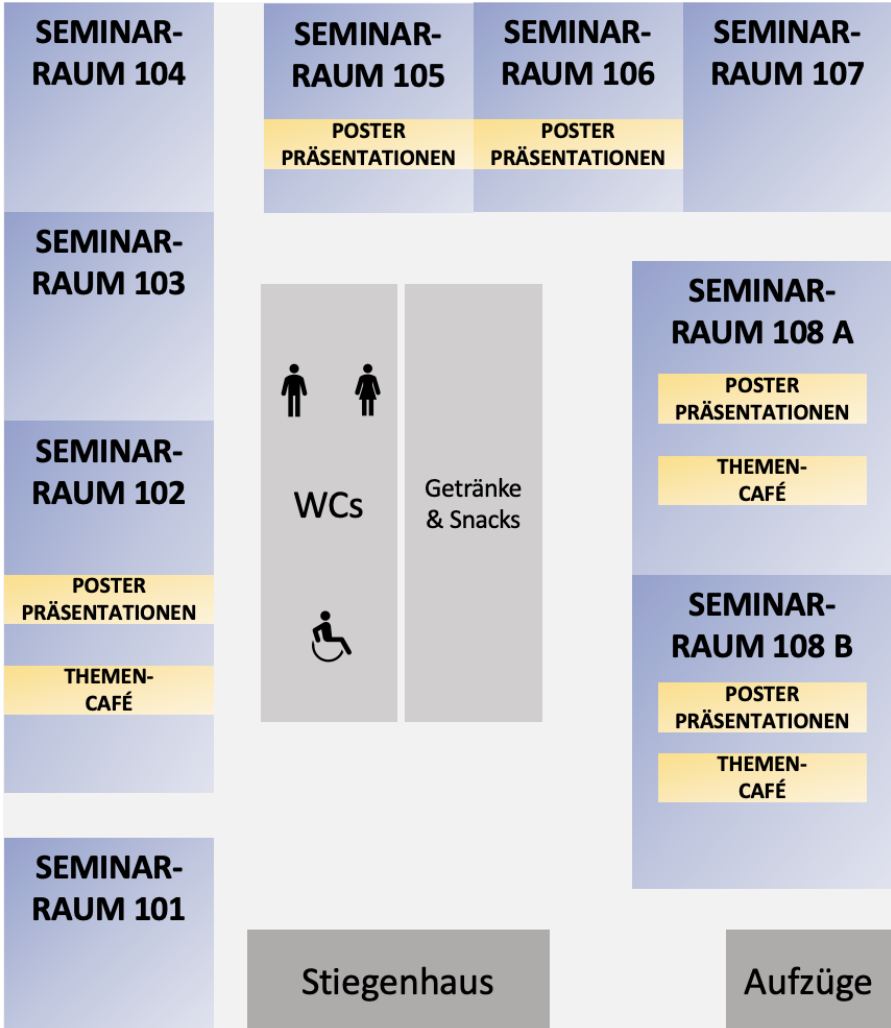 SEMINAR-
RAUM 104
SEMINAR-
RAUM 105
POSTER
PRÄSENTATIONEN
SEMINAR-
RAUM 106
POSTER
PRÄSENTATIONEN
SEMINAR-
RAUM 107
SEMINAR-
RAUM 103
SEMINAR-
RAUM 102
POSTER
PRÄSENTATIONEN
THEMEN-
CAFÉ
SEMINAR-
RAUM 101
WCs
Getränke
& Snacks
SEMINAR-
RAUM 108 A
POSTER
PRÄSENTATIONEN
THEMEN-
CAFÉ
SEMINAR-
RAUM 108 B
POSTER
PRÄSENTATIONEN
THEMEN-
CAFÉ
Stiegenhaus
Aufzüge